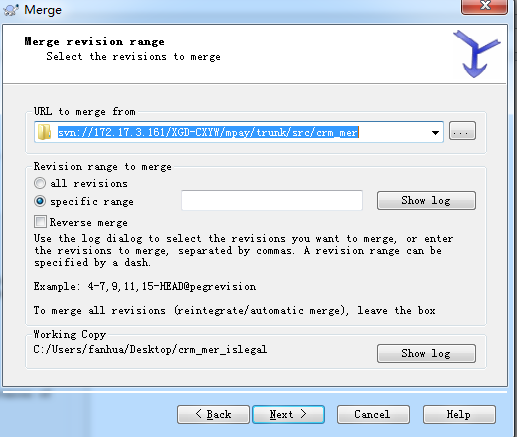 Merge
Merge revision range
Select the revisions to merge
URL to merge from
svn://172.17.3.161/XGD-CXYW/mpay/trunk/src/crm_mer
...
Revision range to merge
all revisions
specific range
Show log
Reverse merge
Use the log dialog to select the revisions you want to merge, or enter
the revisions to merge, separated by commas. A revision range can be
specified by a dash.
Example: 4-7,9,11,15-HEAD@pegrevision
To merge all revisions (reintegrate/automatic merge), leave the box
Working Copy
C:/Users/fanhua/Desktop/crm_mer_islegal
Show log
< Back
Next >
Cancel
Help